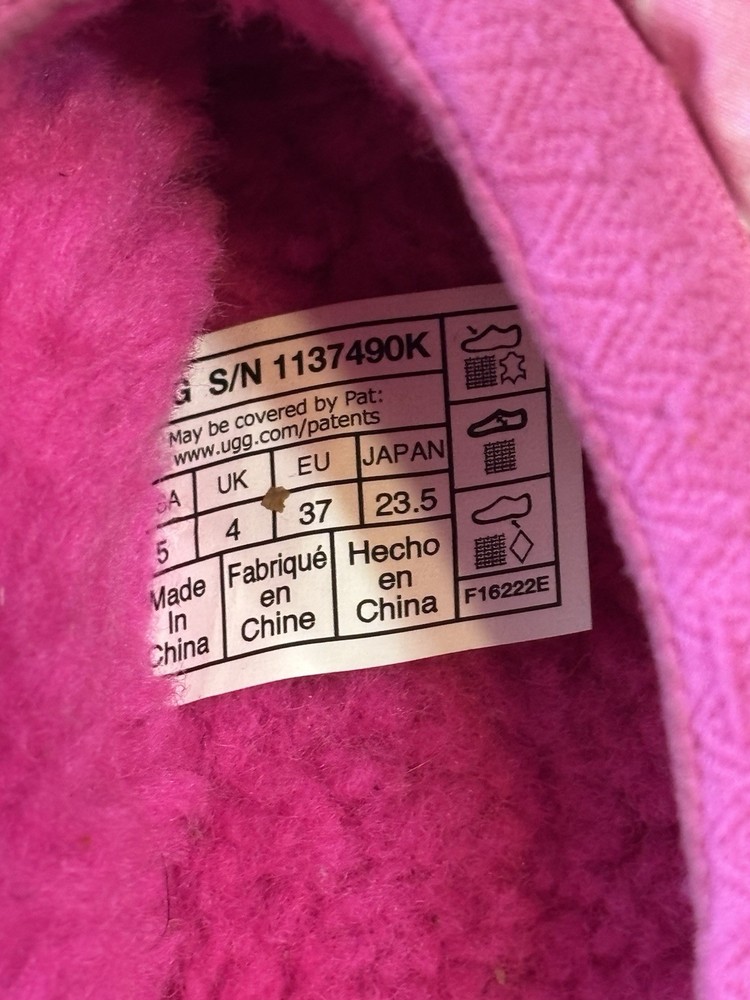 G S/N 1137490K
May be covered by Pat:
www.ugg.com/patents
A UK EU JAPAN
5 4 37 23.5
Made In China
Fabriqué en Chine
Hecho en China
F16222E